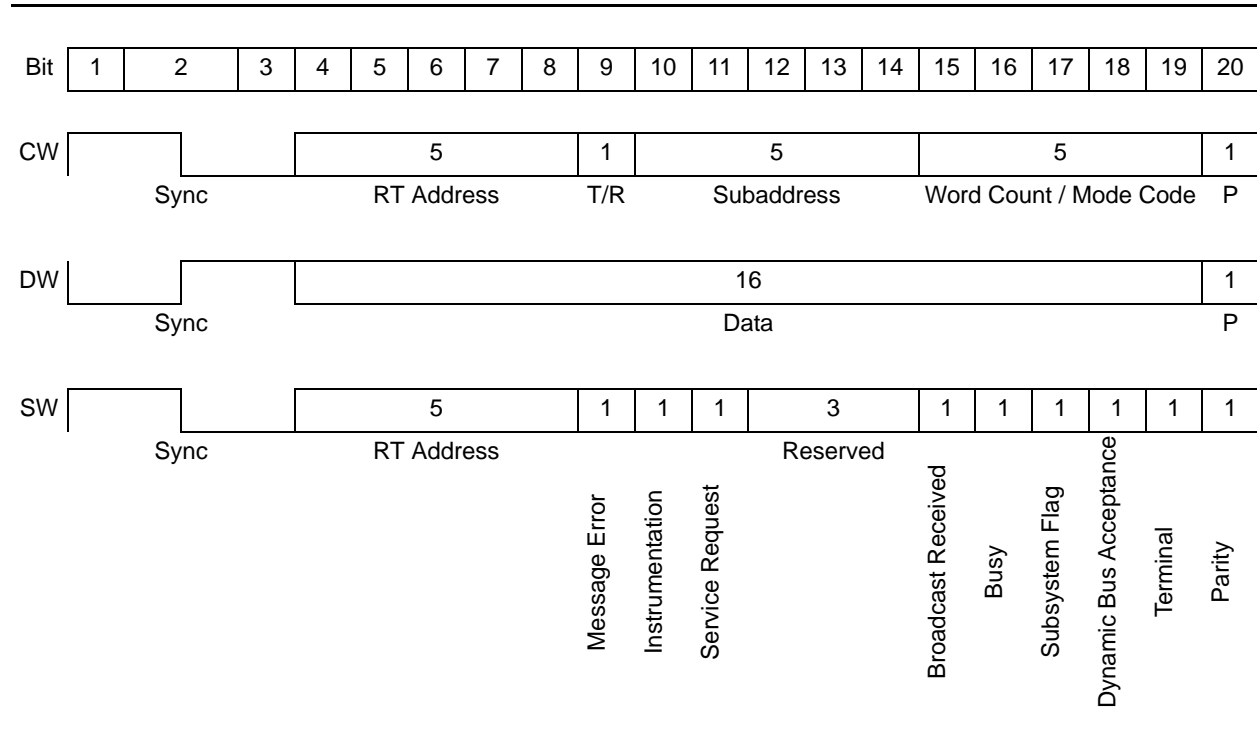 Bit 1 2 3 4 5 6 7 8 9 10 11 12 13 14 15 16 17 18 19 20
CW 5 1 5 5 1
Sync RT Address T/R Subaddress Word Count / Mode Code P
DW 16 1
Sync Data P
SW 5 1 1 1 3 1 1 1 1 1 1
Sync RT Address Reserved
Message Error
Instrumentation
Service Request
Broadcast Received
Busy
Subsystem Flag
Dynamic Bus Acceptance
Terminal
Parity